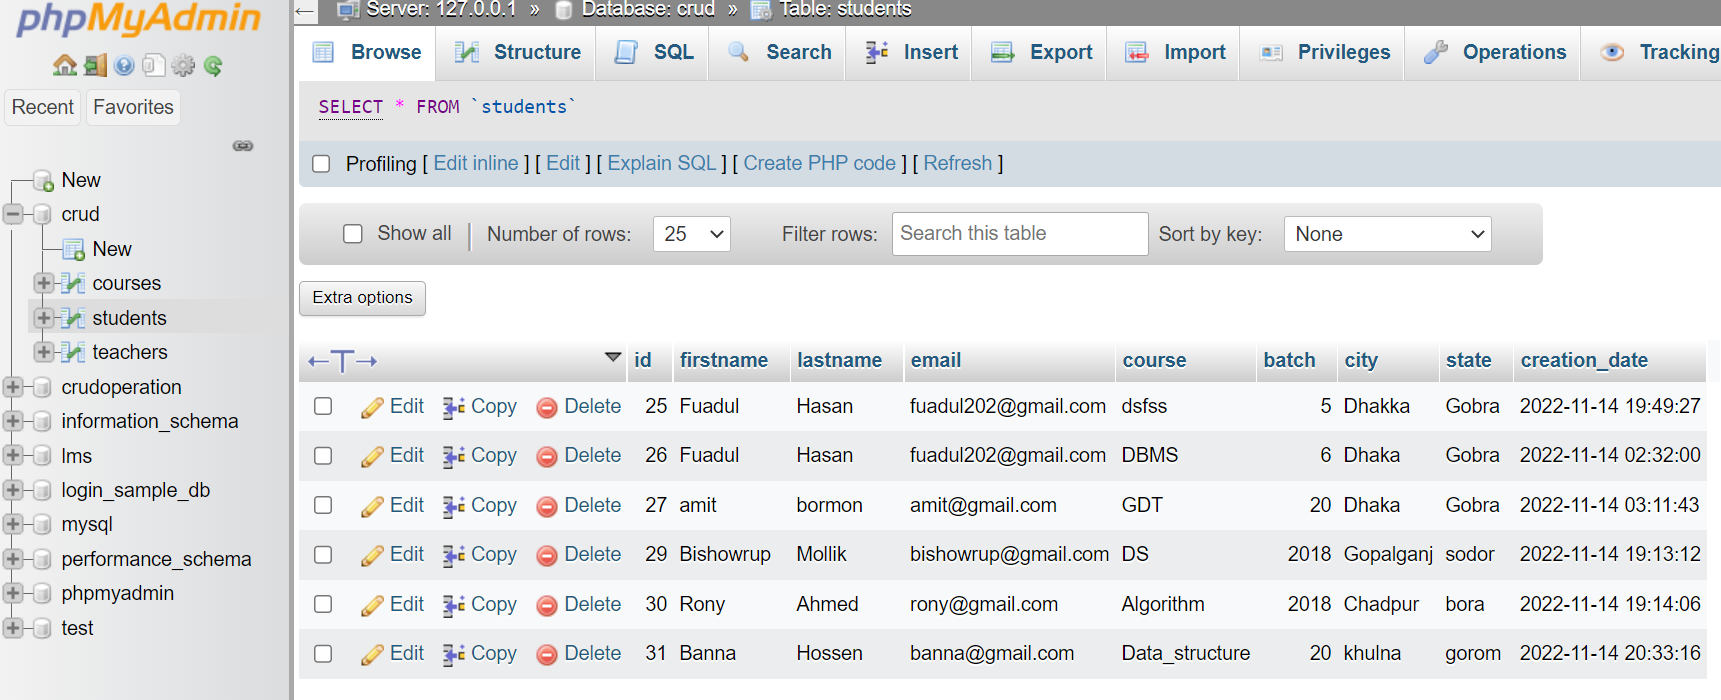 phpMyAdmin
Recent Favorites
New
crud
New
courses
students
teachers
crudoperation
information_schema
lms
login_sample_db
mysql
performance_schema
phpmyadmin
test
Server: 127.0.0.1 » Database: crud » Table: students
Browse Structure SQL Search Insert Export Import Privileges Operations Tracking
SELECT * FROM `students`
Profiling [ Edit inline ] [ Edit ] [ Explain SQL ] [ Create PHP code ] [ Refresh ]
Show all | Number of rows: 25 Filter rows: Search this table Sort by key: None
Extra options
←T→ id firstname lastname email course batch city state creation_date
Edit Copy Delete 25 Fuadul Hasan fuadul202@gmail.com dsfss 5 Dhakka Gobra 2022-11-14 19:49:27
Edit Copy Delete 26 Fuadul Hasan fuadul202@gmail.com DBMS 6 Dhaka Gobra 2022-11-14 02:32:00
Edit Copy Delete 27 amit bormon amit@gmail.com GDT 20 Dhaka Gobra 2022-11-14 03:11:43
Edit Copy Delete 29 Bishowrup Mollik bishowrup@gmail.com DS 2018 Gopalganj sodor 2022-11-14 19:13:12
Edit Copy Delete 30 Rony Ahmed rony@gmail.com Algorithm 2018 Chadpur bora 2022-11-14 19:14:06
Edit Copy Delete 31 Banna Hossen banna@gmail.com Data_structure 20 khulna gorom 2022-11-14 20:33:16